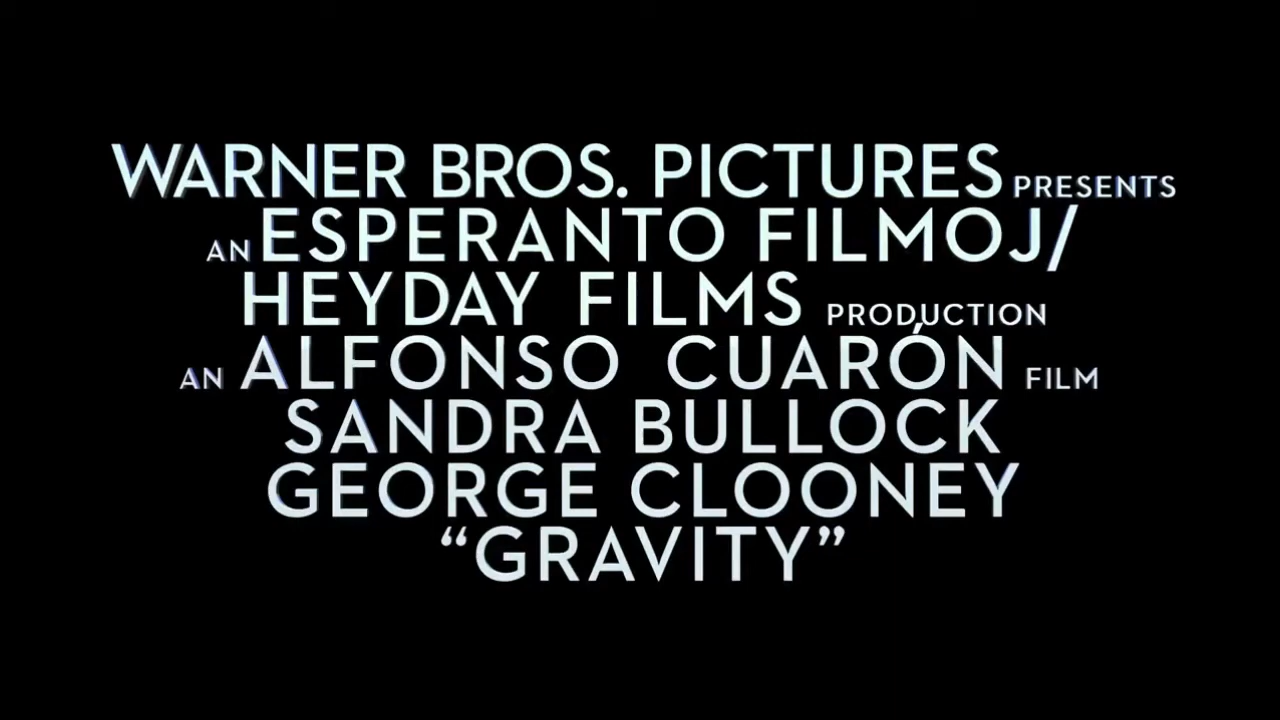 WARNER BROS. PICTURES PRESENTS
AN ESPERANTO FILMOJ/
HEYDAY FILMS PRODUCTION
AN ALFONSO CUARÓN FILM
SANDRA BULLOCK
GEORGE CLOONEY
“GRAVITY”